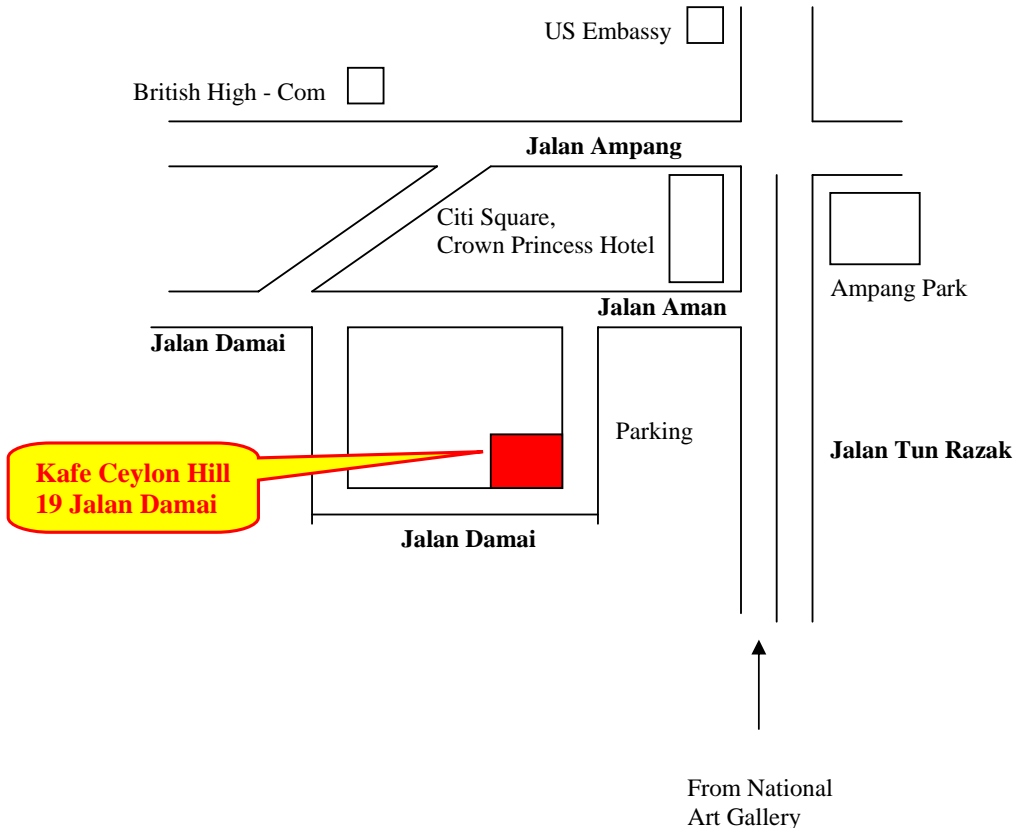 US Embassy
British High - Com
Jalan Ampang
Citi Square,
Crown Princess Hotel
Ampang Park
Jalan Aman
Jalan Damai
Parking
Jalan Tun Razak
Kafe Ceylon Hill
19 Jalan Damai
Jalan Damai
From National
Art Gallery